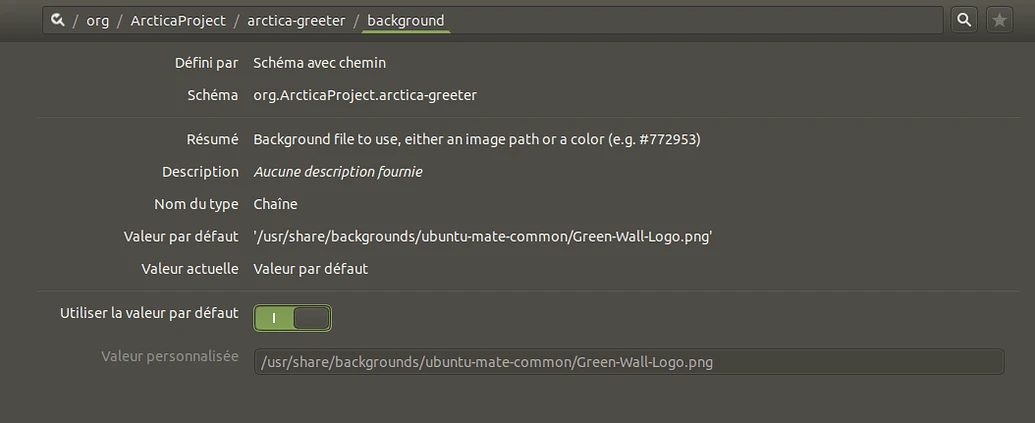 / org / ArcticaProject / arctica-greeter / background
Défini par Schéma avec chemin
Schéma org.ArcticaProject.arctica-greeter
Résumé Background file to use, either an image path or a color (e.g. #772953)
Description Aucune description fournie
Nom du type Chaîne
Valeur par défaut '/usr/share/backgrounds/ubuntu-mate-common/Green-Wall-Logo.png'
Valeur actuelle Valeur par défaut
Utiliser la valeur par défaut
Valeur personnalisée /usr/share/backgrounds/ubuntu-mate-common/Green-Wall-Logo.png